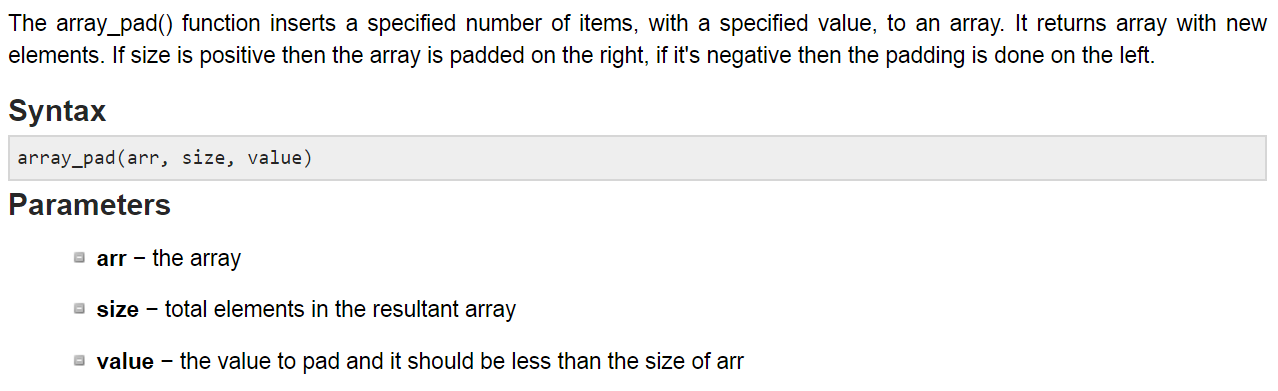 The array_pad() function inserts a specified number of items, with a specified value, to an array. It returns array with new
elements. If size is positive then the array is padded on the right, if it's negative then the padding is done on the left.
Syntax
array_pad(arr, size, value)
Parameters
arr − the array
size − total elements in the resultant array
value − the value to pad and it should be less than the size of arr